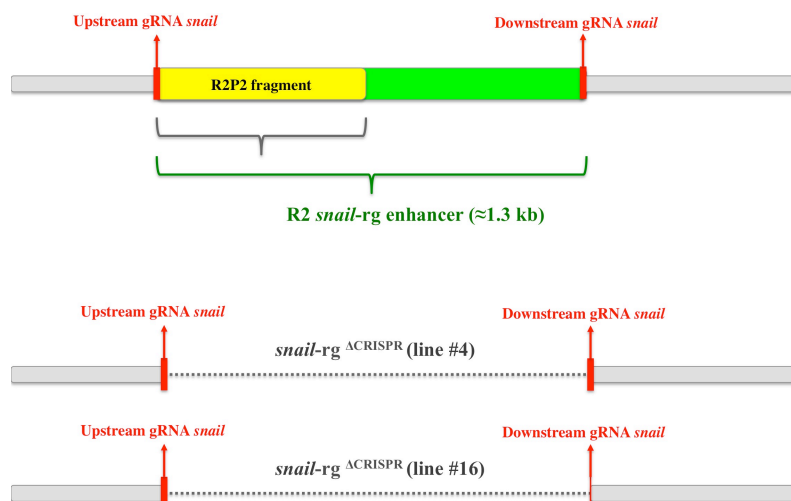 Upstream gRNA snail
Downstream gRNA snail
R2P2 fragment
R2 snail-rg enhancer (≈1.3 kb)
Upstream gRNA snail
Downstream gRNA snail
snail-rg ΔCRISPR (line #4)
Upstream gRNA snail
Downstream gRNA snail
snail-rg ΔCRISPR (line #16)